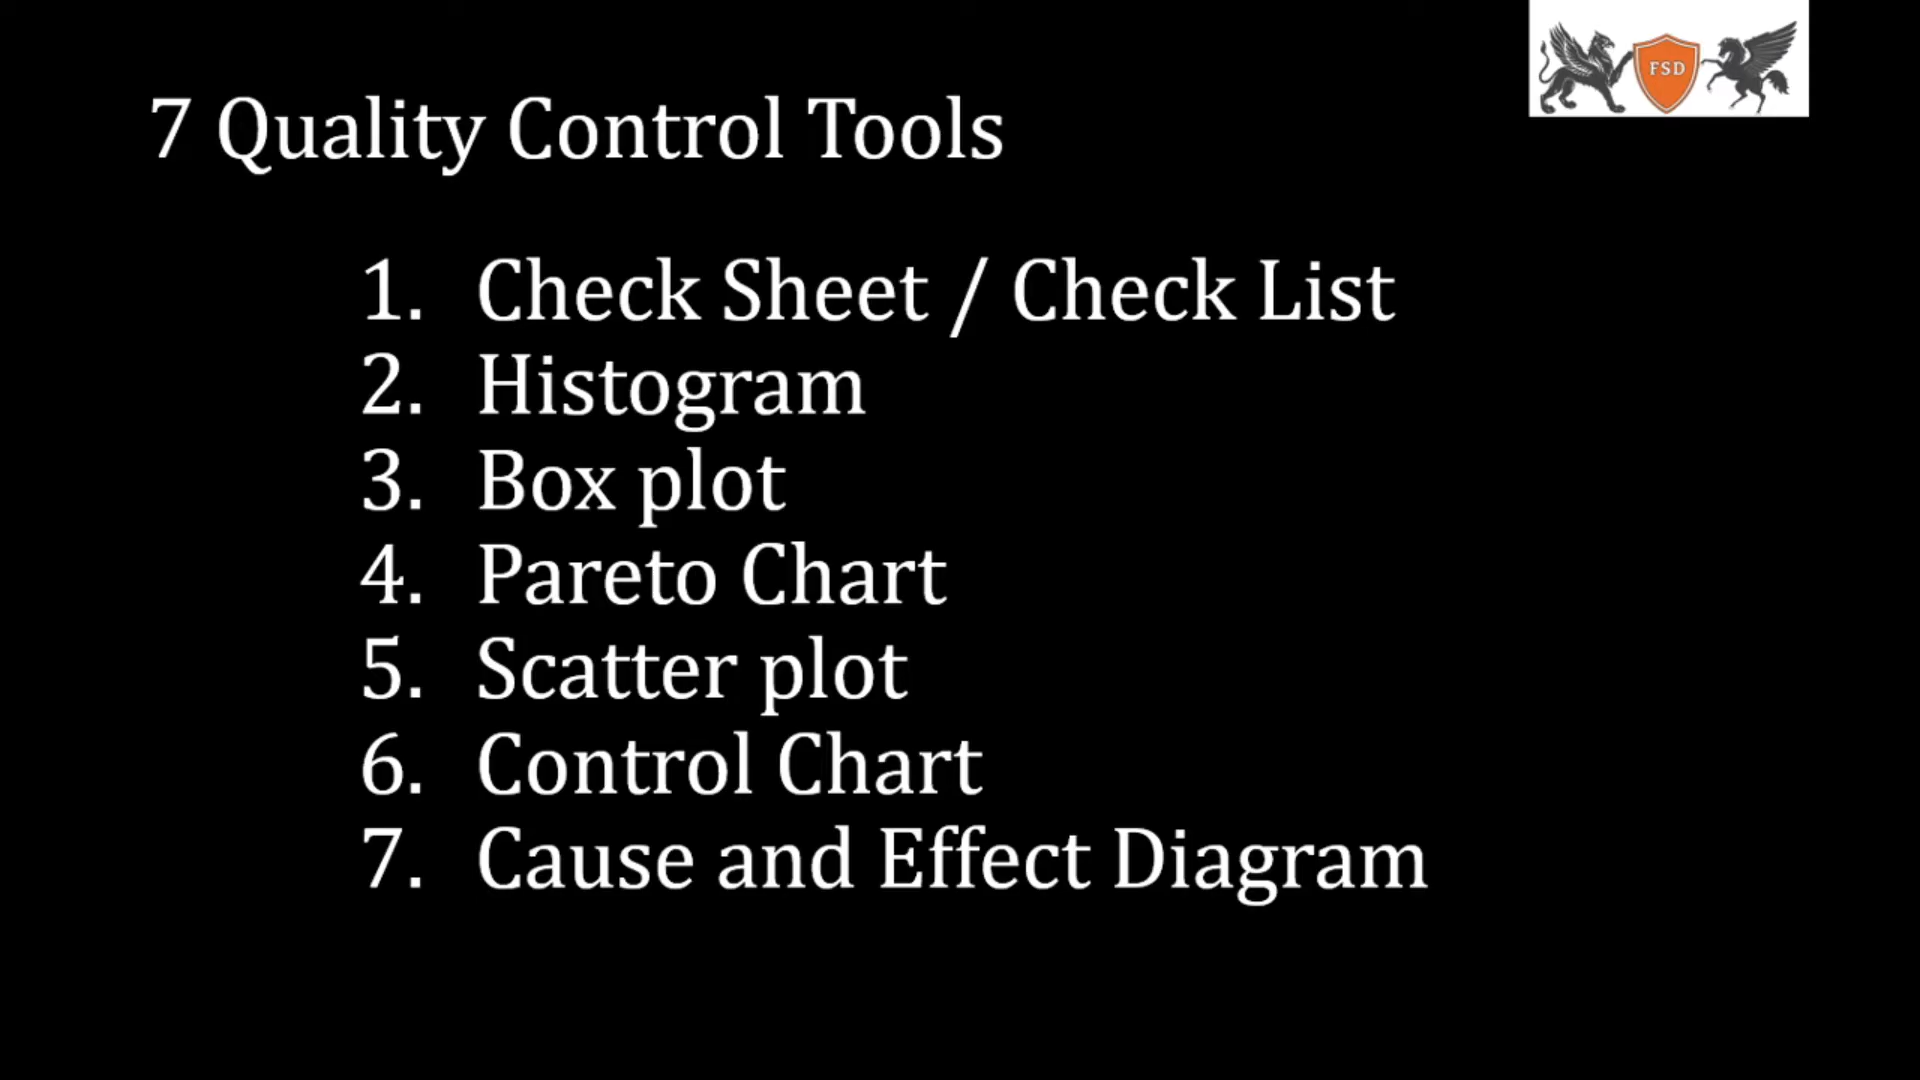 FSD
7 Quality Control Tools
1. Check Sheet / Check List
2. Histogram
3. Box plot
4. Pareto Chart
5. Scatter plot
6. Control Chart
7. Cause and Effect Diagram